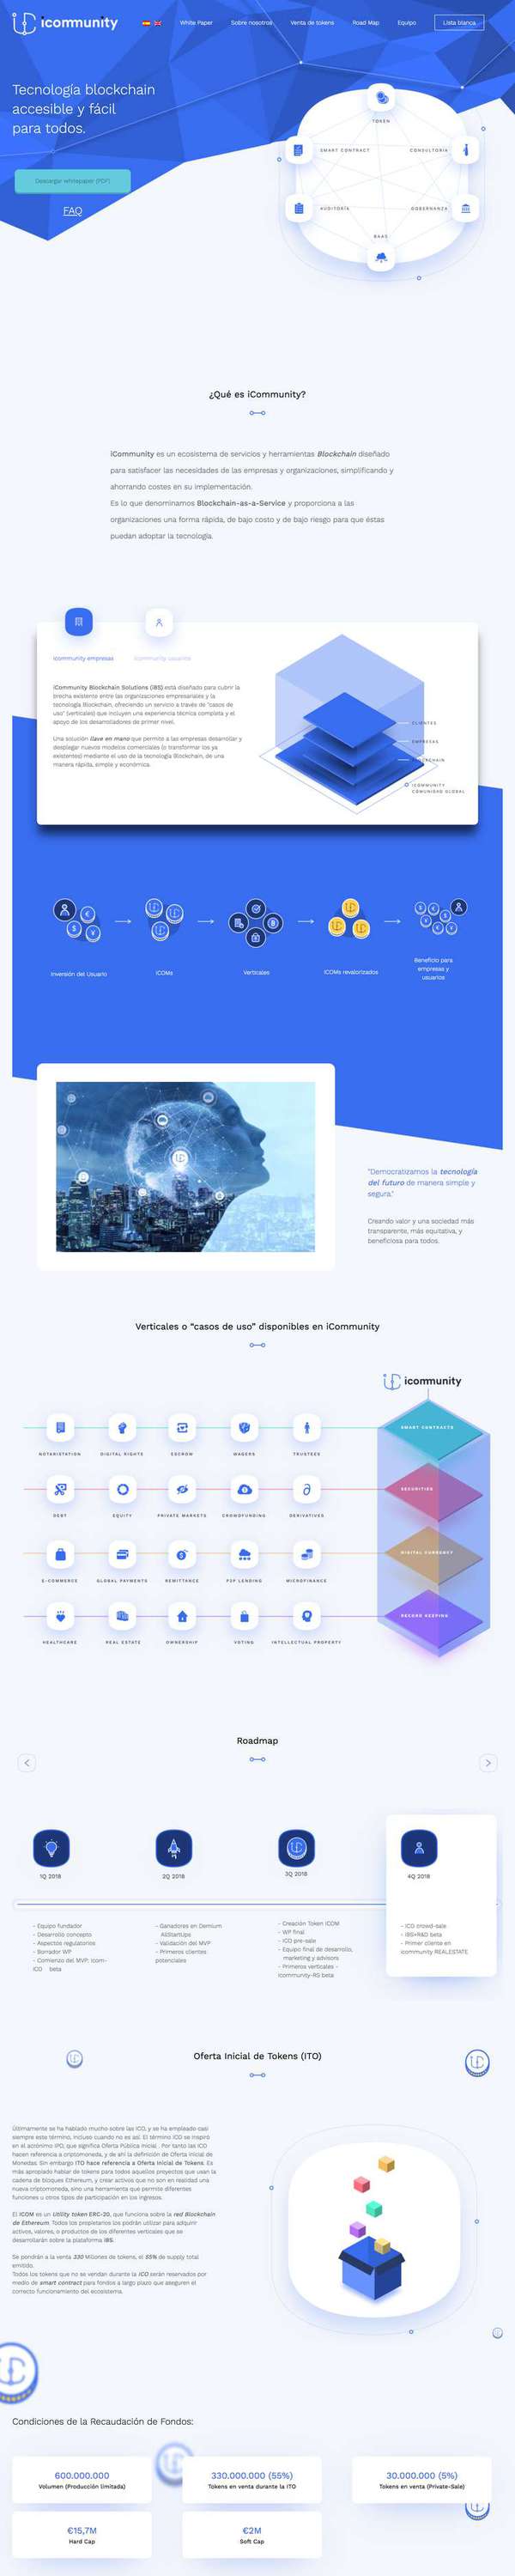 icommunity
White Paper
Sobre nosotros
Venta de tokens
Road Map
Equipo
Lista blanca
Tecnología blockchain
accesible y fácil
para todos.
Descargar whitepaper (PDF)
FAQ
TOKEN
SMART CONTRACT
CONSULTORÍA
AUDITORÍA
GOBERNANZA
BAAS
¿Qué es iCommunity?
iCommunity es un ecosistema de servicios y herramientas Blockchain diseñado
para satisfacer las necesidades de las empresas y organizaciones, simplificando y
ahorrando costes en su implementación.
Es lo que denominamos Blockchain-as-a-Service y proporciona a las
organizaciones una forma rápida, de bajo costo y de bajo riesgo para que éstas
puedan adoptar la tecnología.
icommunity empresas
icommunity usuarios
iCommunity Blockchain Solutions (iBS) está diseñado para cubrir la
brecha existente entre las organizaciones empresariales y la
tecnología Blockchain, ofreciendo un servicio a través de "casos de
uso" (verticales) que incluyen una experiencia técnica completa y el
apoyo de los desarrolladores de primer nivel.
Una solución llave en mano que permite a las empresas desarrollar y
desplegar nuevos modelos comerciales (o transformar los ya
existentes) mediante el uso de la tecnología Blockchain, de una
manera rápida, simple y económica.
CLIENTES
EMPRESAS
BLOCKCHAIN
ICOMMUNITY
COMUNIDAD GLOBAL
Inversión del Usuario
ICOMs
Verticales
ICOMs revalorizados
Beneficio para
empresas y
usuarios
"Democratizamos la tecnología
del futuro de manera simple y
segura."
Creando valor y una sociedad más
transparente, más equitativa, y
beneficiosa para todos.
Verticales o "casos de uso" disponibles en iCommunity
icommunity
SMART CONTRACTS
NOTARISTATION
DIGITAL RIGHTS
ESCROW
WAGERS
TRUSTEES
SECURITIES
DEBT
EQUITY
PRIVATE MARKETS
CROWDFUNDING
DERIVATIVES
DIGITAL CURRENCY
E-COMMERCE
GLOBAL PAYMENTS
REMITTANCE
P2P LENDING
MICROFINANCE
RECORD KEEPING
HEALTHCARE
REAL ESTATE
OWNERSHIP
VOTING
INTELLECTUAL PROPERTY
Roadmap
1Q 2018
2Q 2018
3Q 2018
4Q 2018
- Equipo fundador
- Desarrollo concepto
- Aspectos regulatorios
- Borrador WP
- Comienzo del MVP: Icom-
ICO beta
- Ganadores en Demium
AllStartUps
- Validación del MVP
- Primeros clientes
potenciales
- Creación Token ICOM
- WP final
- ICO pre-sale
- Equipo final de desarrollo,
marketing y advisors
- Primeros verticales -
Icommunity-RS beta
- ICO crowd-sale
- IBS+R&D beta
- Primer cliente en
icommunity REALESTATE
Oferta Inicial de Tokens (ITO)
Últimamente se ha hablado mucho sobre las ICO, y se ha empleado casi
siempre este término, incluso cuando no es así. El término ICO se inspiró
en el acrónimo IPO, que significa Oferta Pública inicial . Por tanto las ICO
hacen referencia a criptomoneda, y de ahí la definición de Oferta inicial de
Monedas. Sin embargo ITO hace referencia a Oferta Inicial de Tokens. Es
más apropiado hablar de tokens para todos aquellos proyectos que usan la
cadena de bloques Ethereum, y crear activos que no son en realidad una
nueva criptomoneda, sino una herramienta que permite diferentes
funciones u otros tipos de participación en los ingresos.
El ICOM es un Utility token ERC-20, que funciona sobre la red Blockchain
de Ethereum. Todos los propietarios los podrán utilizar para adquirir
activos, valores, o productos de los diferentes verticales que se
desarrollarán sobre la plataforma iBS.
Se pondrán a la venta 330 Millones de tokens, el 55% de supply total
emitido.
Todos los tokens que no se vendan durante la ICO serán reservados por
medio de smart contract para fondos a largo plazo que aseguren el
correcto funcionamiento del ecosistema.
Condiciones de la Recaudación de Fondos:
600.000.000
Volumen (Producción limitada)
330.000.000 (55%)
Tokens en venta durante la ITO
30.000.000 (5%)
Tokens en venta (Private-Sale)
€15,7M
Hard Cap
€2M
Soft Cap